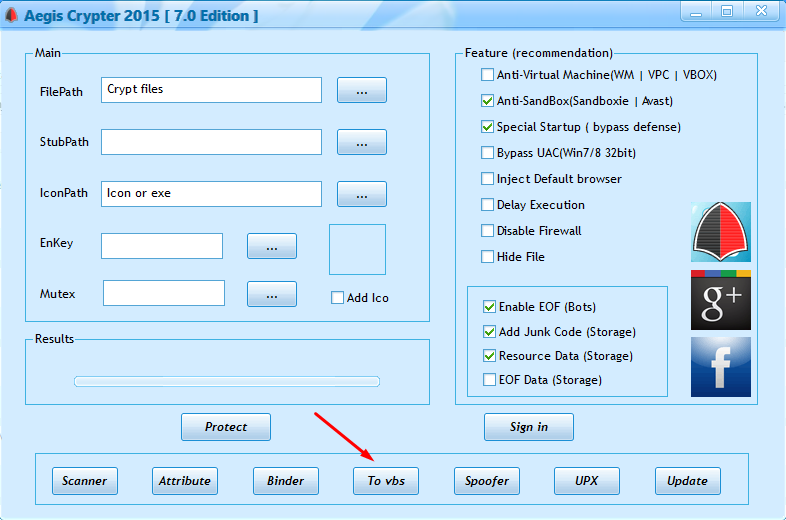 Aegis Crypter 2015 [ 7.0 Edition ]
Main
FilePath Crypt files ...
StubPath ...
IconPath Icon or exe ...
EnKey ...
Mutex ...
Add Ico
Results
Feature (recommendation)
Anti-Virtual Machine(WM | VPC | VBOX)
Anti-SandBox(Sandboxie | Avast)
Special Startup ( bypass defense)
Bypass UAC(Win7/8 32bit)
Inject Default browser
Delay Execution
Disable Firewall
Hide File
Enable EOF (Bots)
Add Junk Code (Storage)
Resource Data (Storage)
EOF Data (Storage)
g+
f
Protect Sign in
Scanner Attribute Binder To vbs Spoofer UPX Update